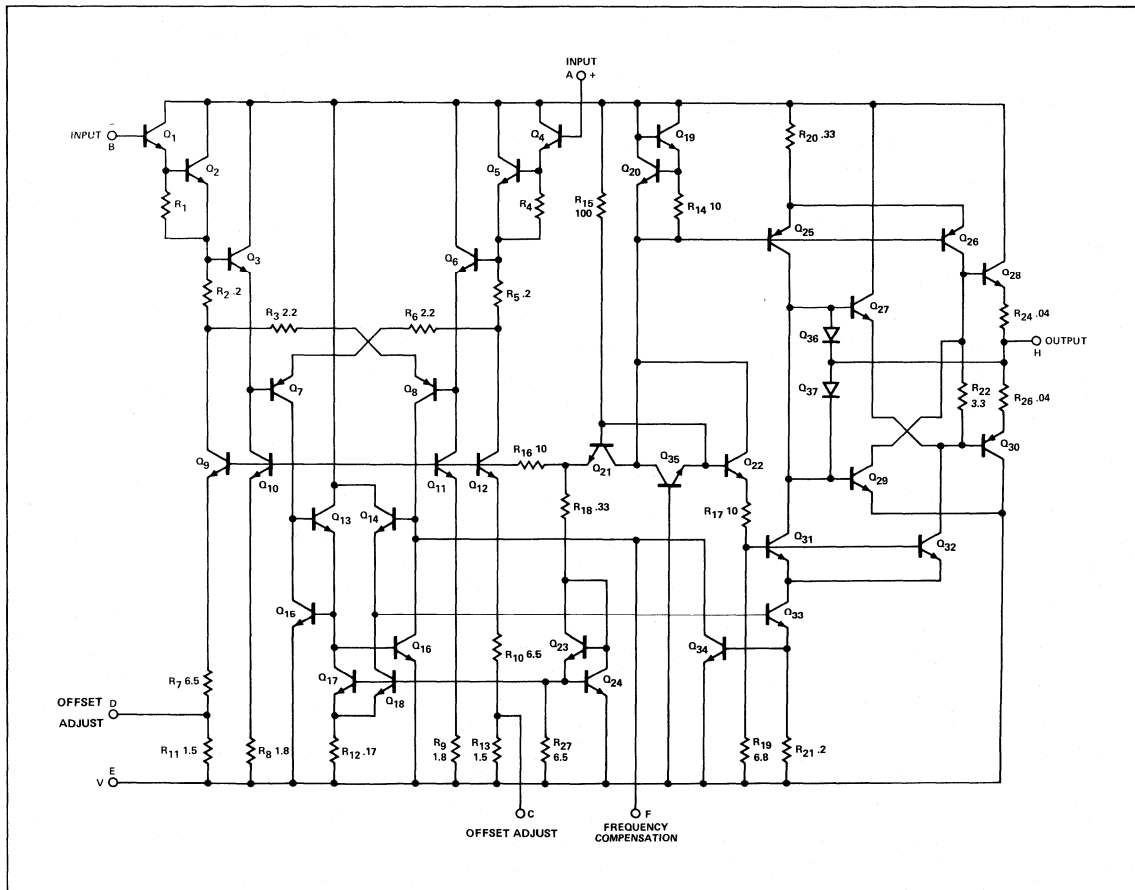 INPUT
A +
–
INPUT
B
Q1
Q2
R1
Q3
R2 .2
R3 2.2
R6 2.2
Q4
Q5
R4
Q6
R5 .2
R15
100
Q19
Q20
R14 10
R20 .33
Q25
Q26
Q28
R24 .04
Q27
Q36
OUTPUT
H
Q37
R22
3.3
R26 .04
Q30
Q7
Q8
Q9
Q10
Q11
Q12
R16 10
Q21
Q35
Q22
Q29
R18 .33
R17 10
Q13
Q14
Q31
Q32
Q15
Q16
Q33
Q23
Q34
R10 6.5
Q17
Q18
Q24
R7 6.5
OFFSET D
ADJUST
R11 1.5
R8 1.8
R12 .17
R9
1.8
R13
1.5
R27
6.5
R19
6.8
R21 .2
E
V
C
OFFSET ADJUST
F
FREQUENCY
COMPENSATION